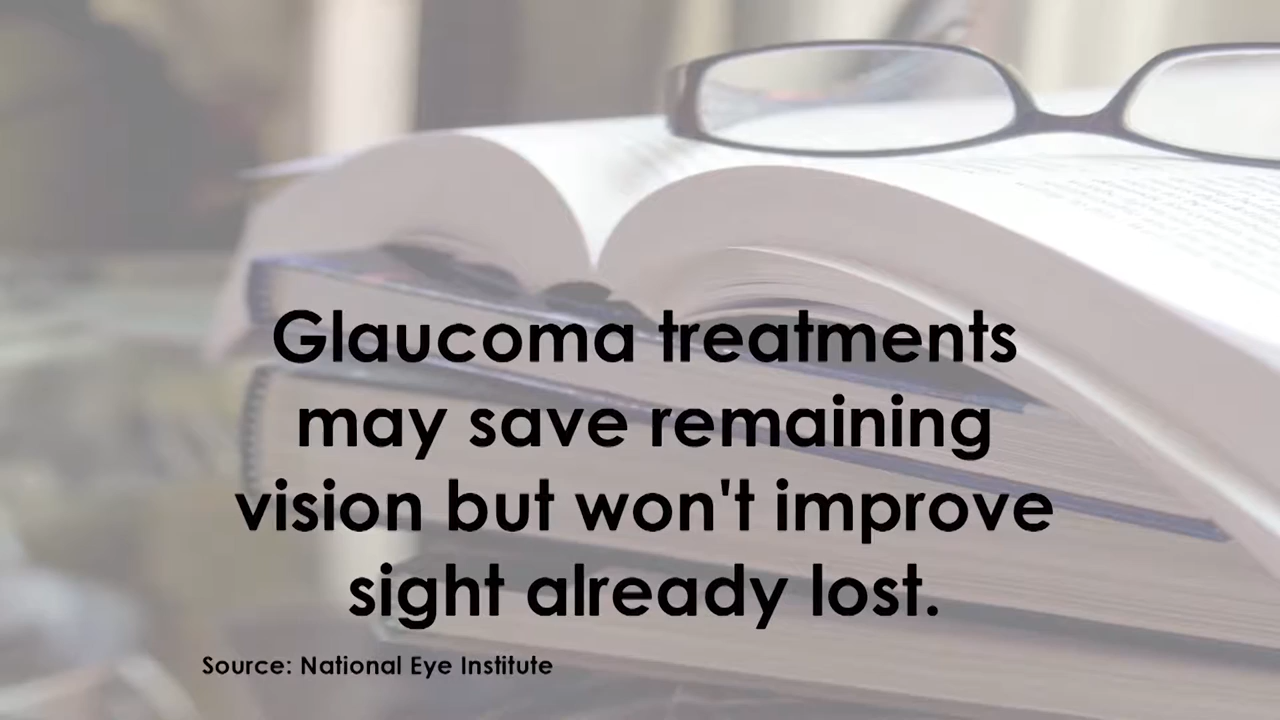 Glaucoma treatments
may save remaining
vision but won't improve
sight already lost.
Source: National Eye Institute